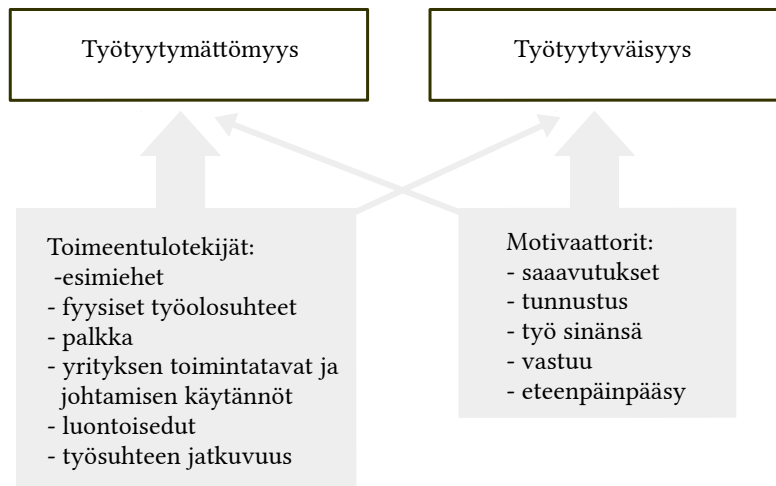 Työtyytymättömyys
Työtyytyväisyys
Toimeentulotekijät:
-esimiehet
- fyysiset työolosuhteet
- palkka
- yrityksen toimintatavat ja
johtamisen käytännöt
- luontoisedut
- työsuhteen jatkuvuus
Motivaattorit:
- saaavutukset
- tunnustus
- työ sinänsä
- vastuu
- eteenpäinpääsy